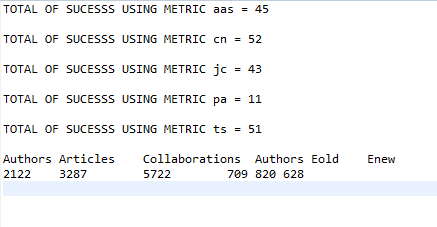 TOTAL OF SUCESSS USING METRIC aas = 45
TOTAL OF SUCESSS USING METRIC cn = 52
TOTAL OF SUCESSS USING METRIC jc = 43
TOTAL OF SUCESSS USING METRIC pa = 11
TOTAL OF SUCESSS USING METRIC ts = 51
Authors Articles Collaborations Authors Eold Enew
2122 3287 5722 709 820 628